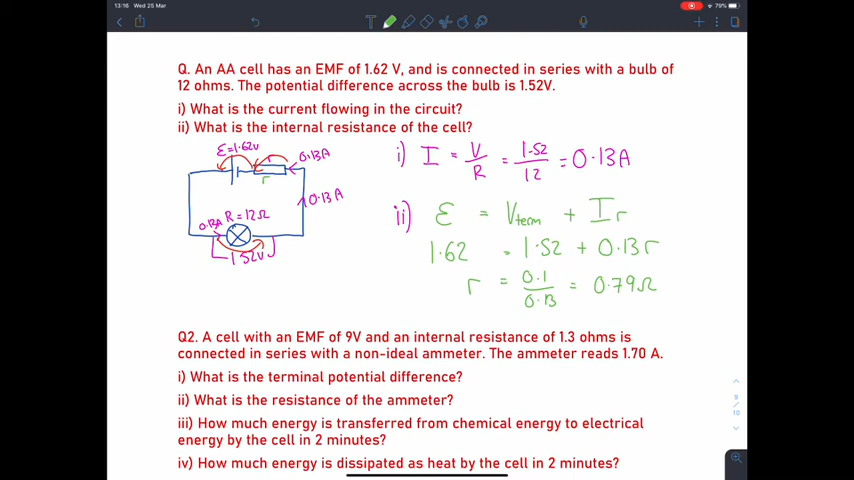 13:16 Wed 25 Mar
79%
Q. An AA cell has an EMF of 1.62 V, and is connected in series with a bulb of
12 ohms. The potential difference across the bulb is 1.52V.
i) What is the current flowing in the circuit?
ii) What is the internal resistance of the cell?
ε=1.62V
r
0.13A
0.13A
0.13A
R = 12Ω
1.52V
i) I = V/R = 1.52/12 = 0.13A
ii) ε = Vterm + Ir
1.62 = 1.52 + 0.13r
r = 0.1/0.13 = 0.79Ω
Q2. A cell with an EMF of 9V and an internal resistance of 1.3 ohms is
connected in series with a non-ideal ammeter. The ammeter reads 1.70 A.
i) What is the terminal potential difference?
ii) What is the resistance of the ammeter?
iii) How much energy is transferred from chemical energy to electrical
energy by the cell in 2 minutes?
iv) How much energy is dissipated as heat by the cell in 2 minutes?
9
/
10